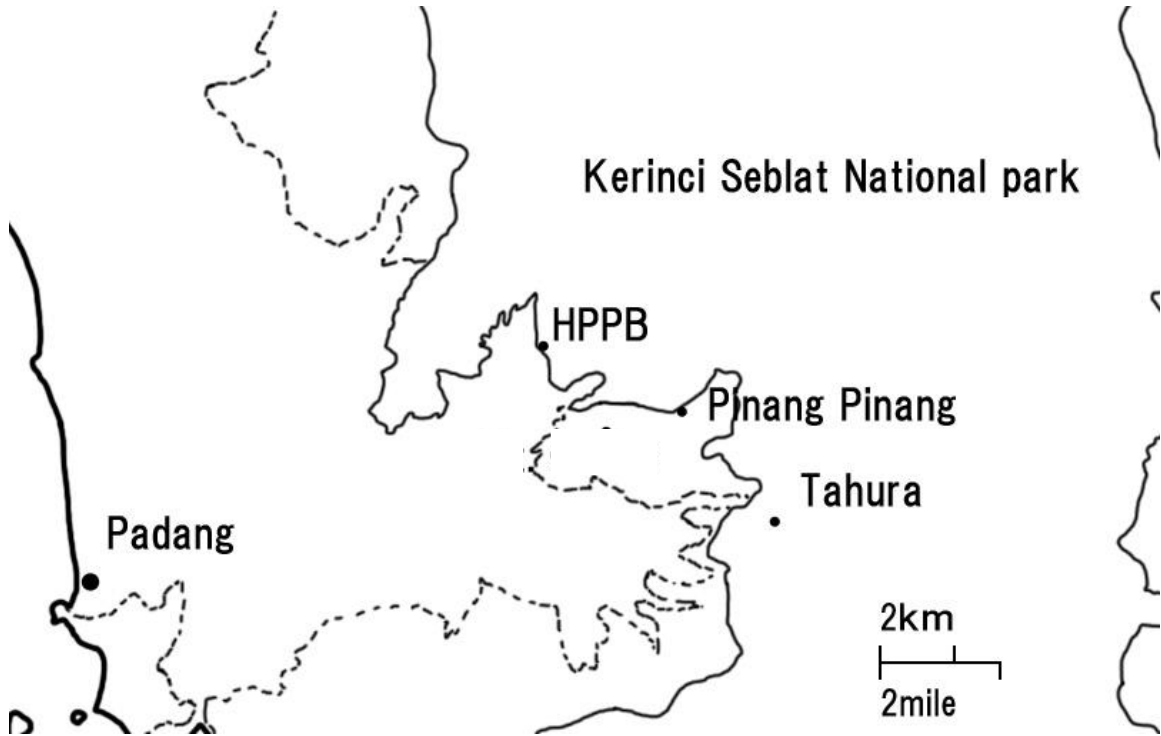 Kerinci Seblat National park
HPPB
Pinang Pinang
Tahura
Padang
2km
2mile